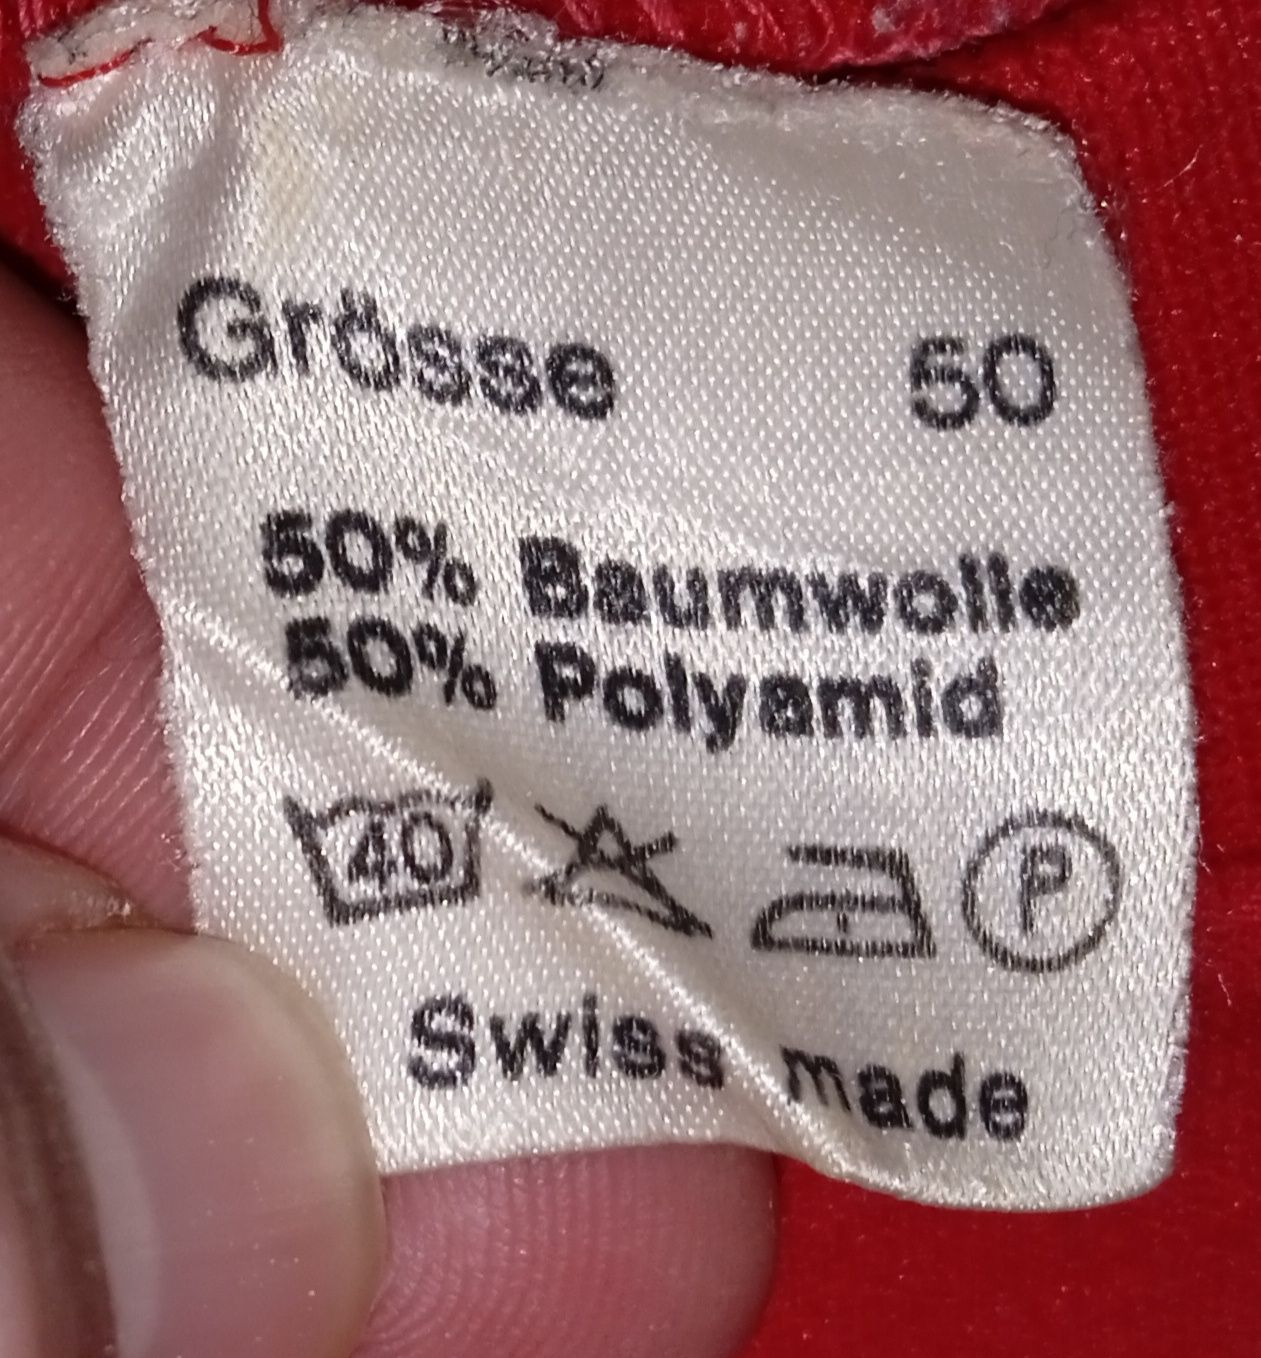 Grösse 50
50% Baumwolle
50% Polyamid
40 P
Swiss made